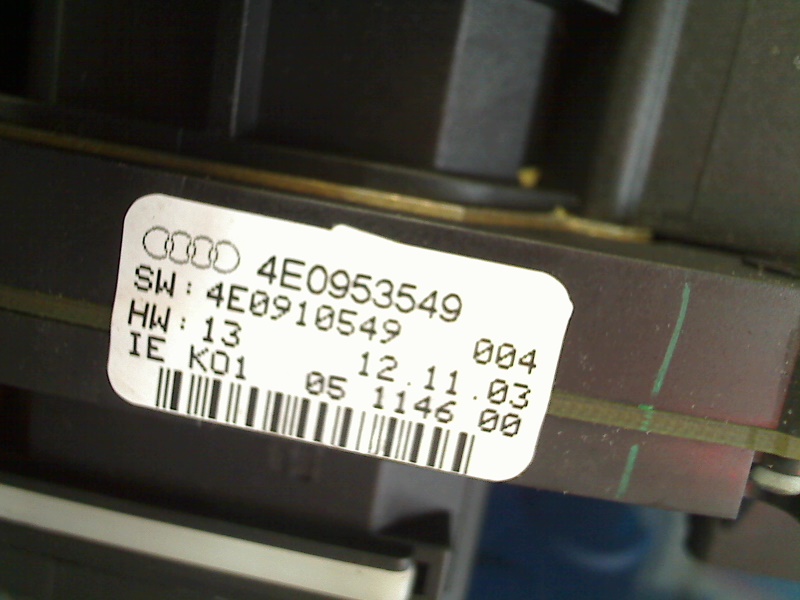 4E0953549
SW: 4E0910549 004
HW: 13 12.11.03
IE K01 05 1146 00